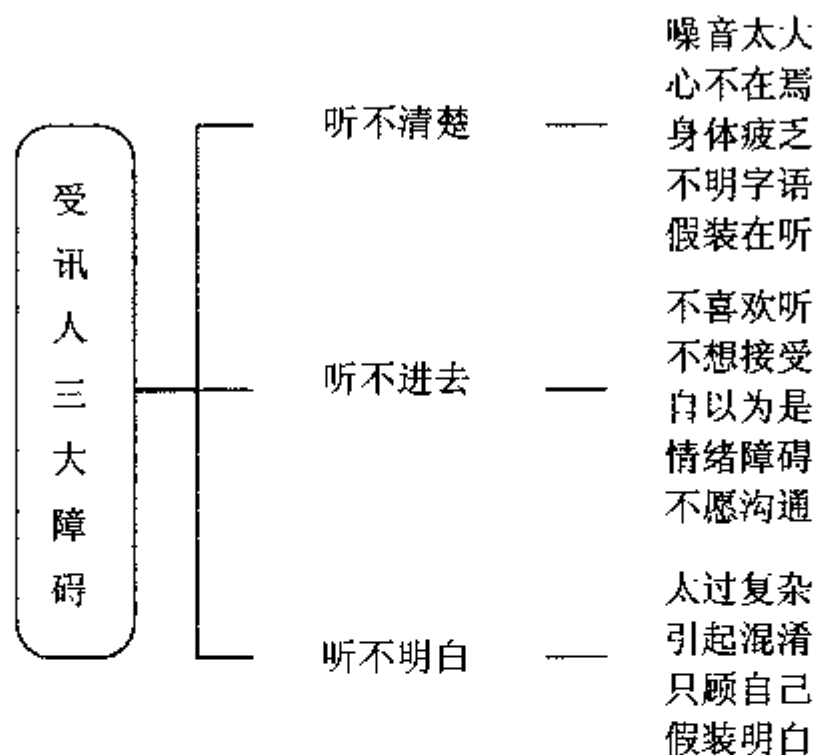 受讯人三大障碍
听不清楚
噪音太大
心不在焉
身体疲乏
不明字语
假装在听
听不进去
不喜欢听
不想接受
自以为是
情绪障碍
不愿沟通
听不明白
太过复杂
引起混淆
只顾自己
假装明白